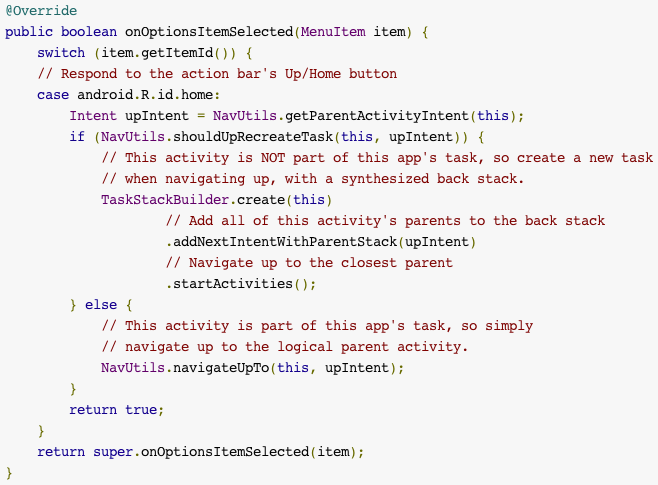 @Override
public boolean onOptionsItemSelected(MenuItem item) {
    switch (item.getItemId()) {
    // Respond to the action bar's Up/Home button
    case android.R.id.home:
        Intent upIntent = NavUtils.getParentActivityIntent(this);
        if (NavUtils.shouldUpRecreateTask(this, upIntent)) {
            // This activity is NOT part of this app's task, so create a new task
            // when navigating up, with a synthesized back stack.
            TaskStackBuilder.create(this)
                    // Add all of this activity's parents to the back stack
                    .addNextIntentWithParentStack(upIntent)
                    // Navigate up to the closest parent
                    .startActivities();
        } else {
            // This activity is part of this app's task, so simply
            // navigate up to the logical parent activity.
            NavUtils.navigateUpTo(this, upIntent);
        }
        return true;
    }
    return super.onOptionsItemSelected(item);
}